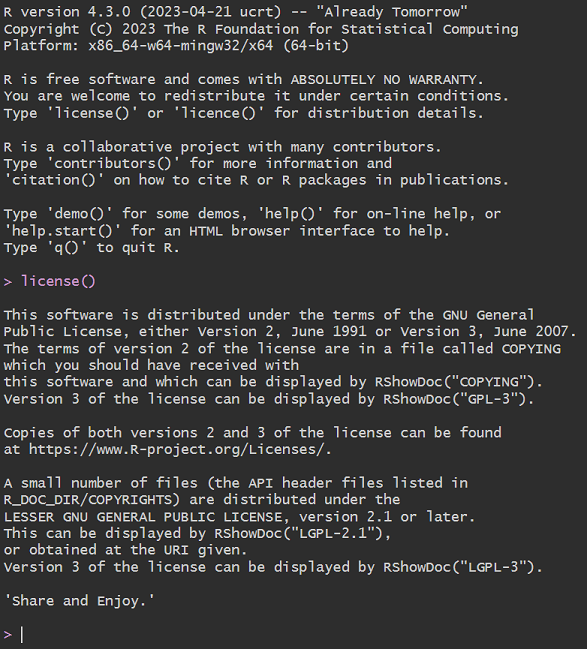 R version 4.3.0 (2023-04-21 ucrt) -- "Already Tomorrow"
Copyright (C) 2023 The R Foundation for Statistical Computing
Platform: x86_64-w64-mingw32/x64 (64-bit)

R is free software and comes with ABSOLUTELY NO WARRANTY.
You are welcome to redistribute it under certain conditions.
Type 'license()' or 'licence()' for distribution details.

R is a collaborative project with many contributors.
Type 'contributors()' for more information and
'citation()' on how to cite R or R packages in publications.

Type 'demo()' for some demos, 'help()' for on-line help, or
'help.start()' for an HTML browser interface to help.
Type 'q()' to quit R.

> license()

This software is distributed under the terms of the GNU General
Public License, either Version 2, June 1991 or Version 3, June 2007.
The terms of version 2 of the license are in a file called COPYING
which you should have received with
this software and which can be displayed by RShowDoc("COPYING").
Version 3 of the license can be displayed by RShowDoc("GPL-3").

Copies of both versions 2 and 3 of the license can be found
at https://www.R-project.org/Licenses/.

A small number of files (the API header files listed in
R_DOC_DIR/COPYRIGHTS) are distributed under the
LESSER GNU GENERAL PUBLIC LICENSE, version 2.1 or later.
This can be displayed by RShowDoc("LGPL-2.1"),
or obtained at the URI given.
Version 3 of the license can be displayed by RShowDoc("LGPL-3").

'Share and Enjoy.'

>